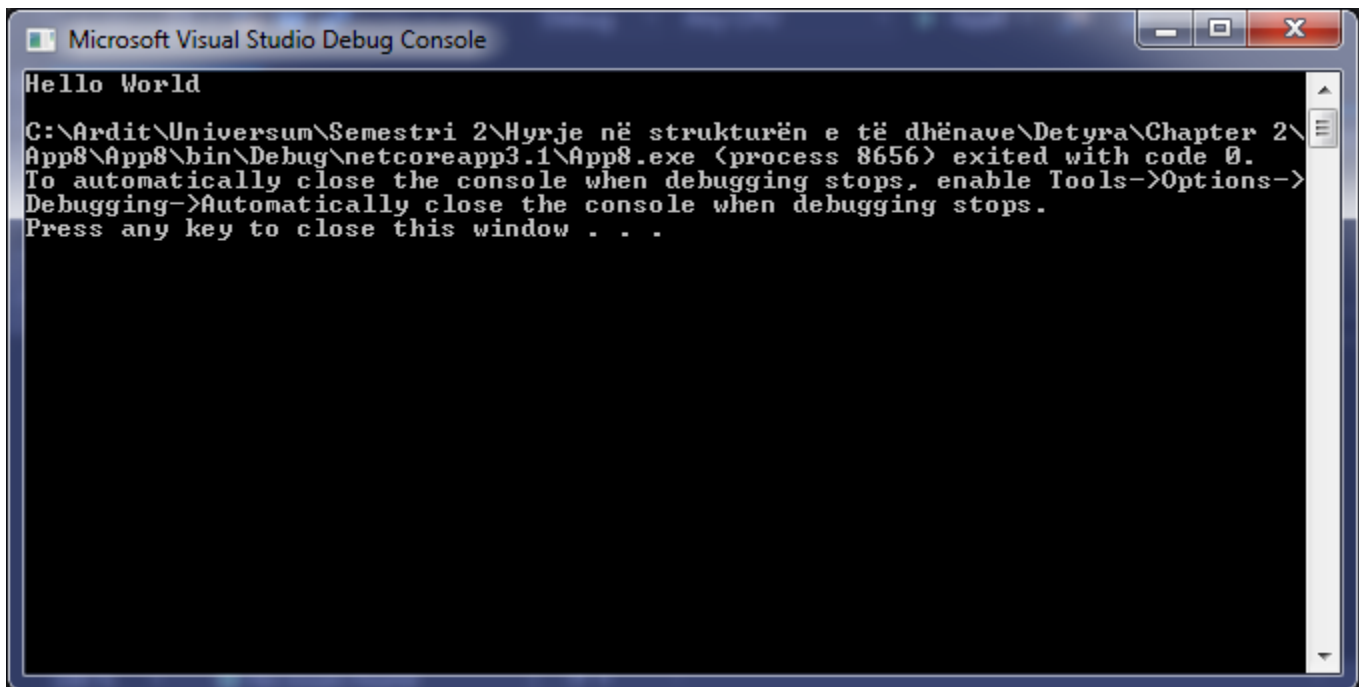 Microsoft Visual Studio Debug Console
Hello World
C:\Ardit\Universum\Semestri 2\Hyrje në strukturën e të dhënave\Detyra\Chapter 2\
App8\App8\bin\Debug\netcoreapp3.1\App8.exe (process 8656) exited with code 0.
To automatically close the console when debugging stops, enable Tools->Options->
Debugging->Automatically close the console when debugging stops.
Press any key to close this window . . .